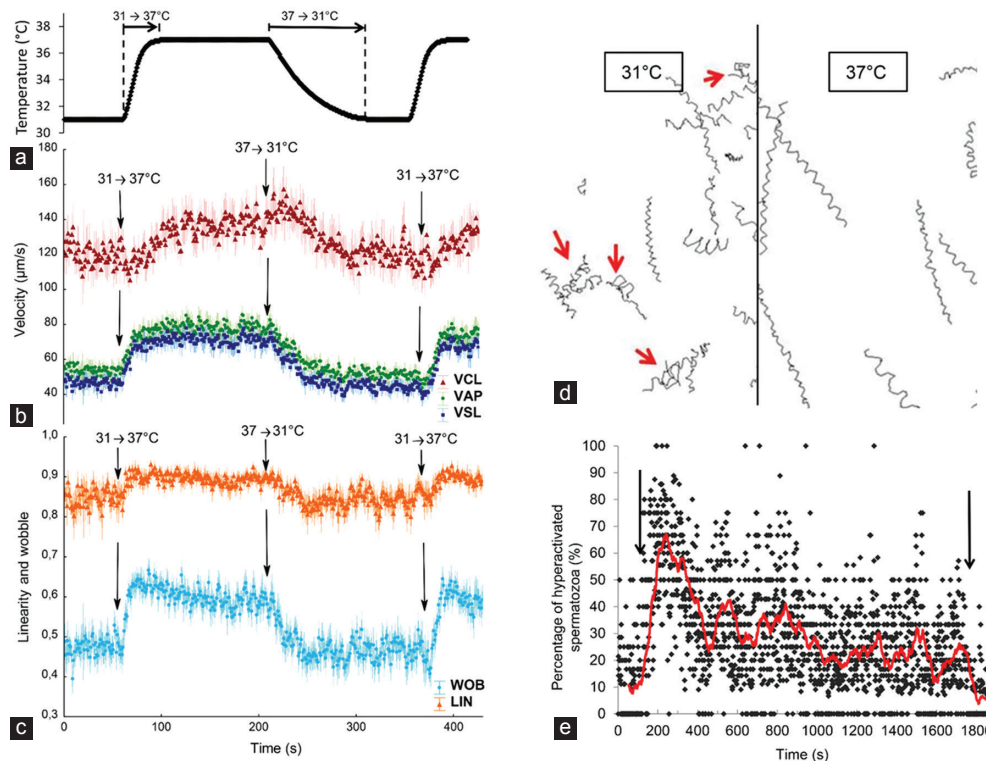 31→37°C
37→31°C
Temperature (°C)
38
36
34
32
30
a
37→31°C
31→37°C
31→37°C
Velocity (μm/s)
180
160
140
120
100
80
60
40
VCL
VAP
VSL
b
31→37°C
37→31°C
31→37°C
Linearity and wobble
1,0
0,9
0,8
0,7
0,6
0,5
0,4
0,3
WOB
LIN
c
0
100
200
300
400
Time (s)
31°C
37°C
d
Percentage of hyperactivated
spermatozoa (%)
100
90
80
70
60
50
40
30
20
10
0
e
0
200
400
600
800
1000
1200
1400
1600
1800
Time (s)